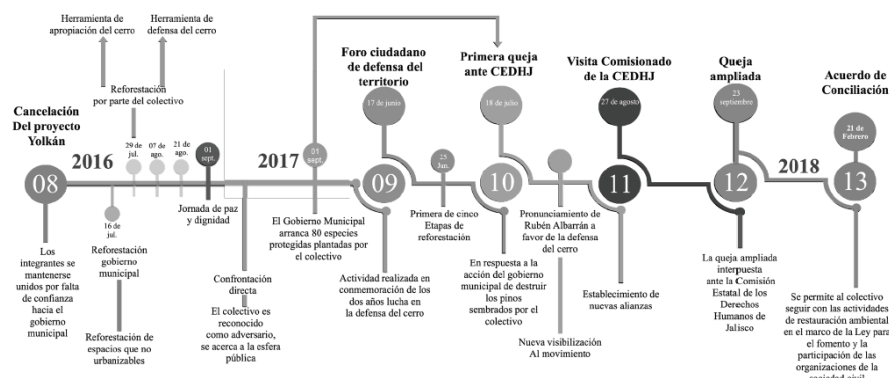 Herramienta de
apropiación del cerro
Herramienta de
defensa del cerro
Reforestación
por parte del colectivo
Cancelación
Del proyecto
Yolkán
08
2016
29 de
jul.
07 de
ago.
21 de
ago.
01
sept.
16 de
jul.
Los
integrantes se
mantenerse
unidos por falta
de confianza
hacia el
gobierno
municipal
Reforestación
gobierno
municipal
Reforestación de
espacios que no
urbanizables
Jornada de paz
y dignidad
Confrontación
directa
El colectivo es
reconocido
como adversario,
se acerca a la esfera
pública
2017
01
sept.
El Gobierno Municipal
arranca 80 especies
protegidas plantadas por
el colectivo
Foro ciudadano
de defensa del
territorio
17 de junio
09
Actividad realizada en
conmemoración de los
dos años lucha en
la defensa del cerro
25
Jun.
Primera de cinco
Etapas de
reforestación
Primera queja
ante CEDHJ
18 de julio
10
En respuesta a la
acción del gobierno
municipal de destruir
los pinos
sembrados por el
colectivo
Pronunciamiento de
Rubén Albarrán a
favor de la defensa del
cerro
Nueva visibilización
Al movimiento
Visita Comisionado
de la CEDHJ
27 de agosto
11
Establecimiento de
nuevas alianzas
Queja
ampliada
23
septiembre
12
La queja ampliada
interpuesta
ante la Comisión
Estatal de los
Derechos
Humanos de
Jalisco
2018
Acuerdo de
Conciliación
21 de
Febrero
13
Se permite al colectivo
seguir con las actividades
de restauración ambiental,
en el marco de la Ley para
el fomento y la
participación de las
organizaciones de la
sociedad civil